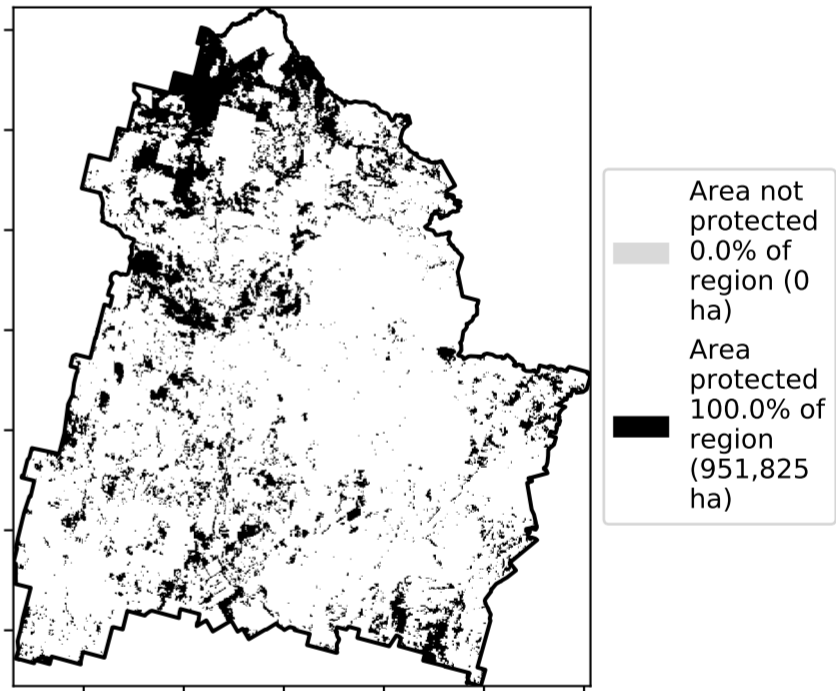 Area not
protected
0.0% of
region (0
ha)
Area
protected
100.0% of
region
(951,825
ha)